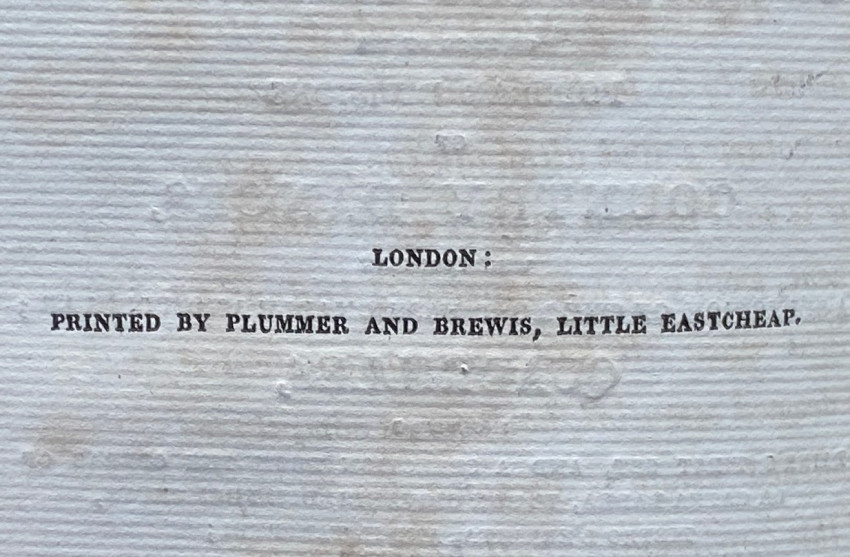 LONDON:
PRINTED BY PLUMMER AND BREWIS, LITTLE EASTCHEAP.